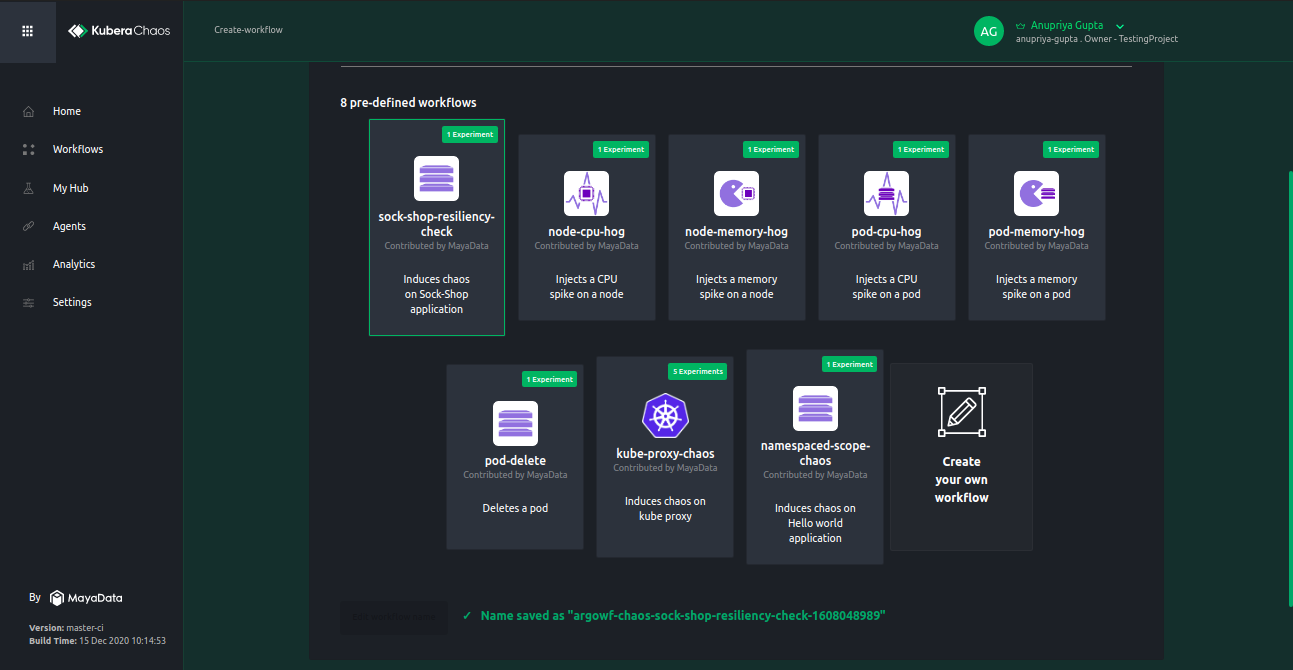 KuberaChaos
Create-workflow
AG
Anupriya Gupta
anupriya-gupta . Owner - TestingProject
Home
Workflows
My Hub
Agents
Analytics
Settings
8 pre-defined workflows
1 Experiment
sock-shop-resiliency-
check
Contributed by MayaData
Induces chaos
on Sock-Shop
application
1 Experiment
node-cpu-hog
Contributed by MayaData
Injects a CPU
spike on a node
1 Experiment
node-memory-hog
Contributed by MayaData
Injects a memory
spike on a node
1 Experiment
pod-cpu-hog
Contributed by MayaData
Injects a CPU
spike on a pod
1 Experiment
pod-memory-hog
Contributed by MayaData
Injects a memory
spike on a pod
1 Experiment
pod-delete
Contributed by MayaData
Deletes a pod
5 Experiments
kube-proxy-chaos
Contributed by MayaData
Induces chaos on
kube proxy
1 Experiment
namespaced-scope-
chaos
Contributed by MayaData
Induces chaos on
Hello world
application
Create
your own
workflow
Edit workflow name
✓ Name saved as "argowf-chaos-sock-shop-resiliency-check-1608048989"
By MayaData
Version: master-ci
Build Time: 15 Dec 2020 10:14:53